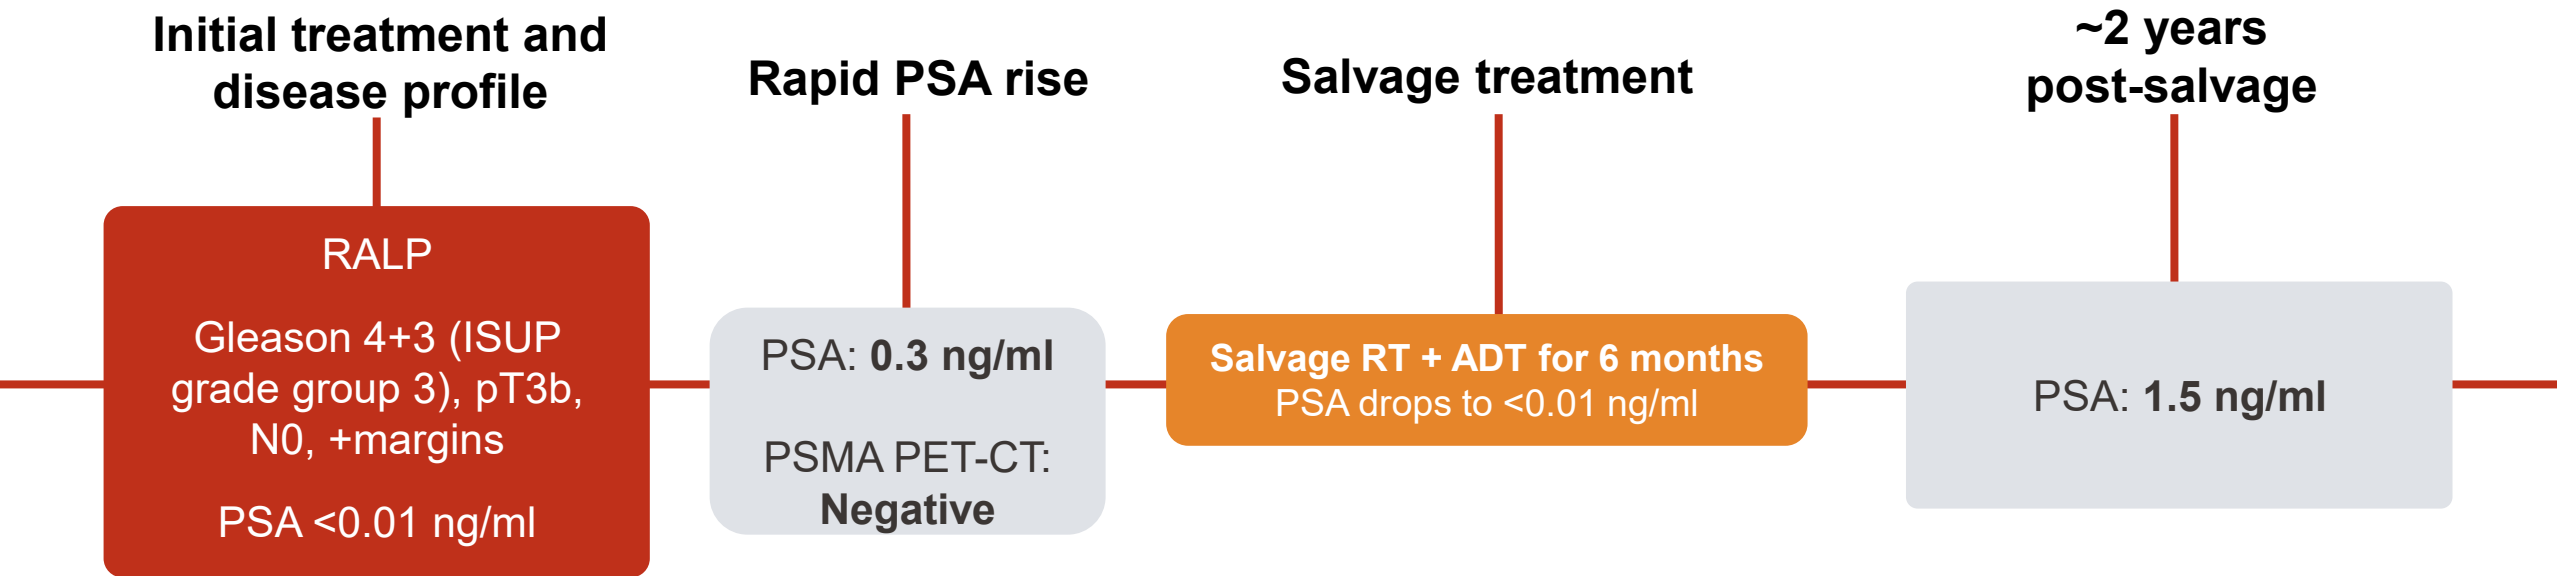 Initial treatment and
disease profile
RALP
Gleason 4+3 (ISUP
grade group 3), pT3b,
N0, +margins
PSA <0.01 ng/ml
Rapid PSA rise
PSA: 0.3 ng/ml
PSMA PET-CT:
Negative
Salvage treatment
Salvage RT + ADT for 6 months
PSA drops to <0.01 ng/ml
~2 years
post-salvage
PSA: 1.5 ng/ml